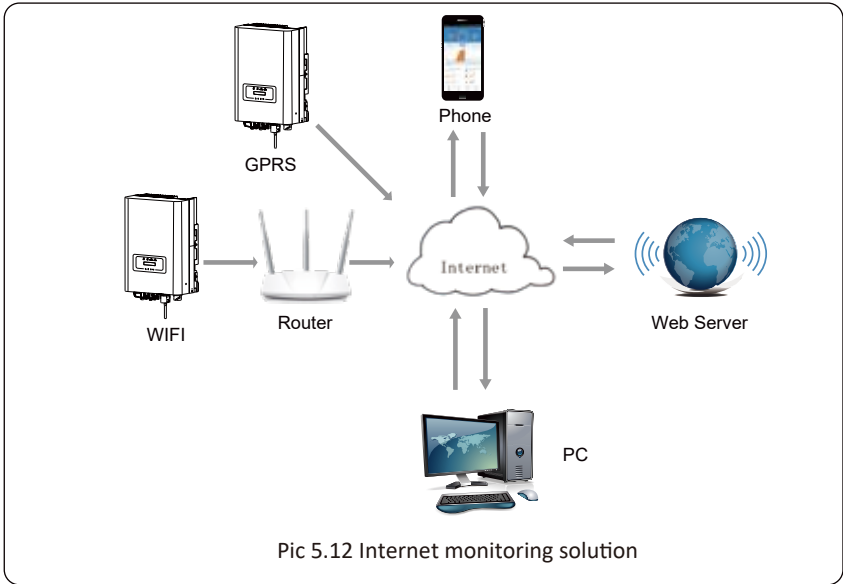 Phone
GPRS
Internet
WIFI
Router
Web Server
PC
Pic 5.12 Internet monitoring solution